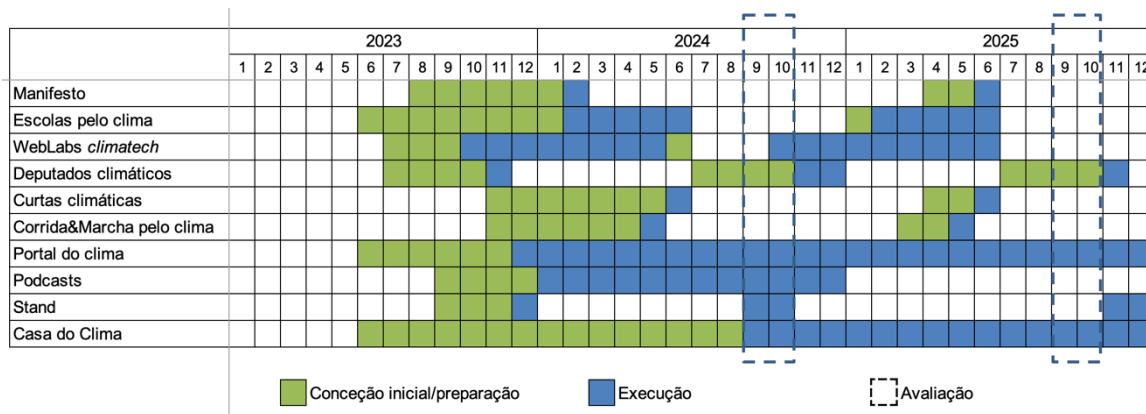 2023 2024 2025
1 2 3 4 5 6 7 8 9 10 11 12 1 2 3 4 5 6 7 8 9 10 11 12 1 2 3 4 5 6 7 8 9 10 11 12
Manifesto
Escolas pelo clima
WebLabs climatech
Deputados climáticos
Curtas climáticas
Corrida&Marcha pelo clima
Portal do clima
Podcasts
Stand
Casa do Clima
Conceção inicial/preparação Execução Avaliação